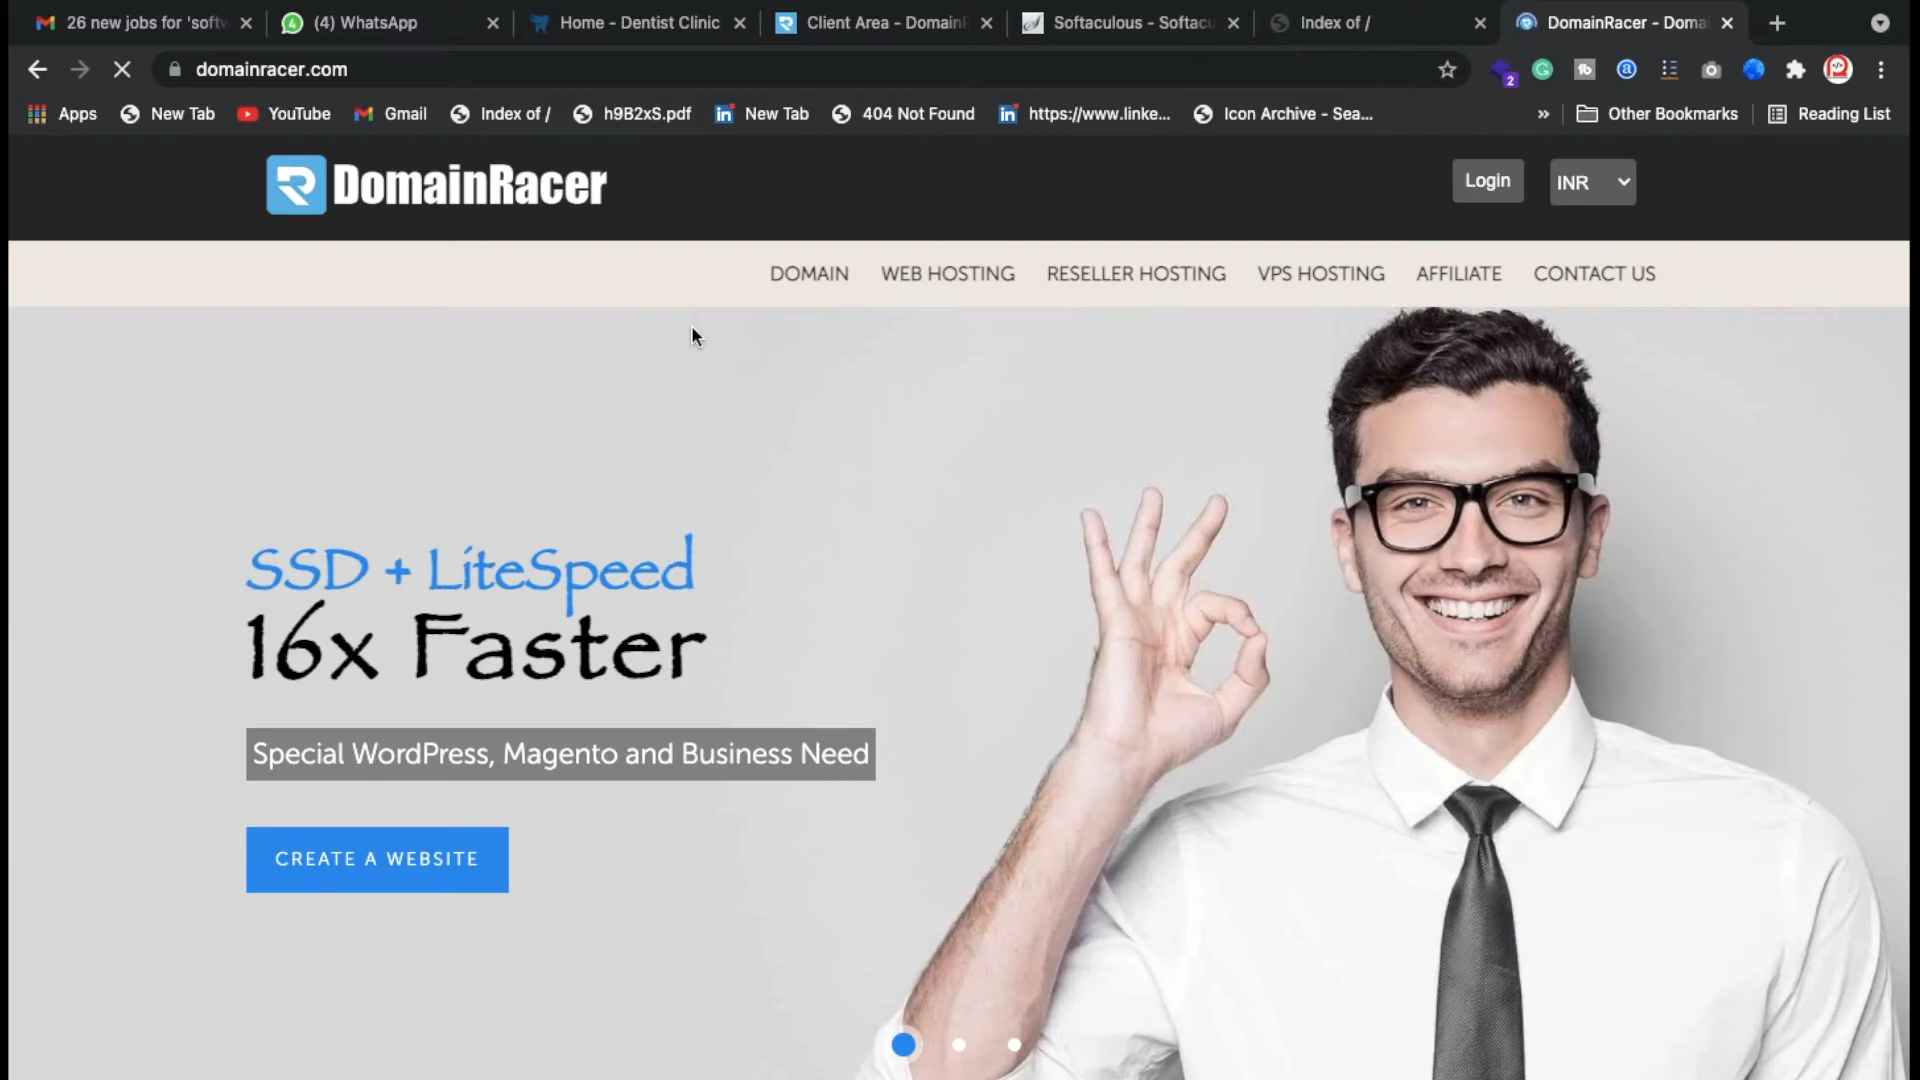 26 new jobs for 'softw
(4) WhatsApp
Home - Dentist Clinic
Client Area - DomainR
Softaculous - Softacu
Index of /
DomainRacer - Doma
domainracer.com
2
Apps
New Tab
YouTube
Gmail
Index of /
h9B2xS.pdf
New Tab
404 Not Found
https://www.linke...
Icon Archive - Sea...
»
Other Bookmarks
Reading List
DomainRacer
Login
INR
DOMAIN
WEB HOSTING
RESELLER HOSTING
VPS HOSTING
AFFILIATE
CONTACT US
SSD + LiteSpeed
16x Faster
Special WordPress, Magento and Business Need
CREATE A WEBSITE